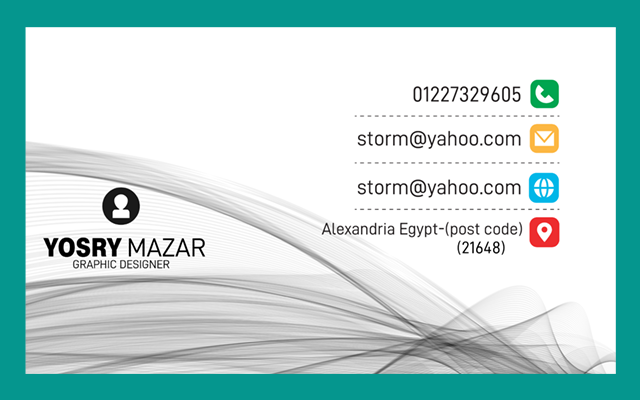 01227329605
storm@yahoo.com
storm@yahoo.com
Alexandria Egypt-(post code)
(21648)
YOSRY MAZAR
GRAPHIC DESIGNER